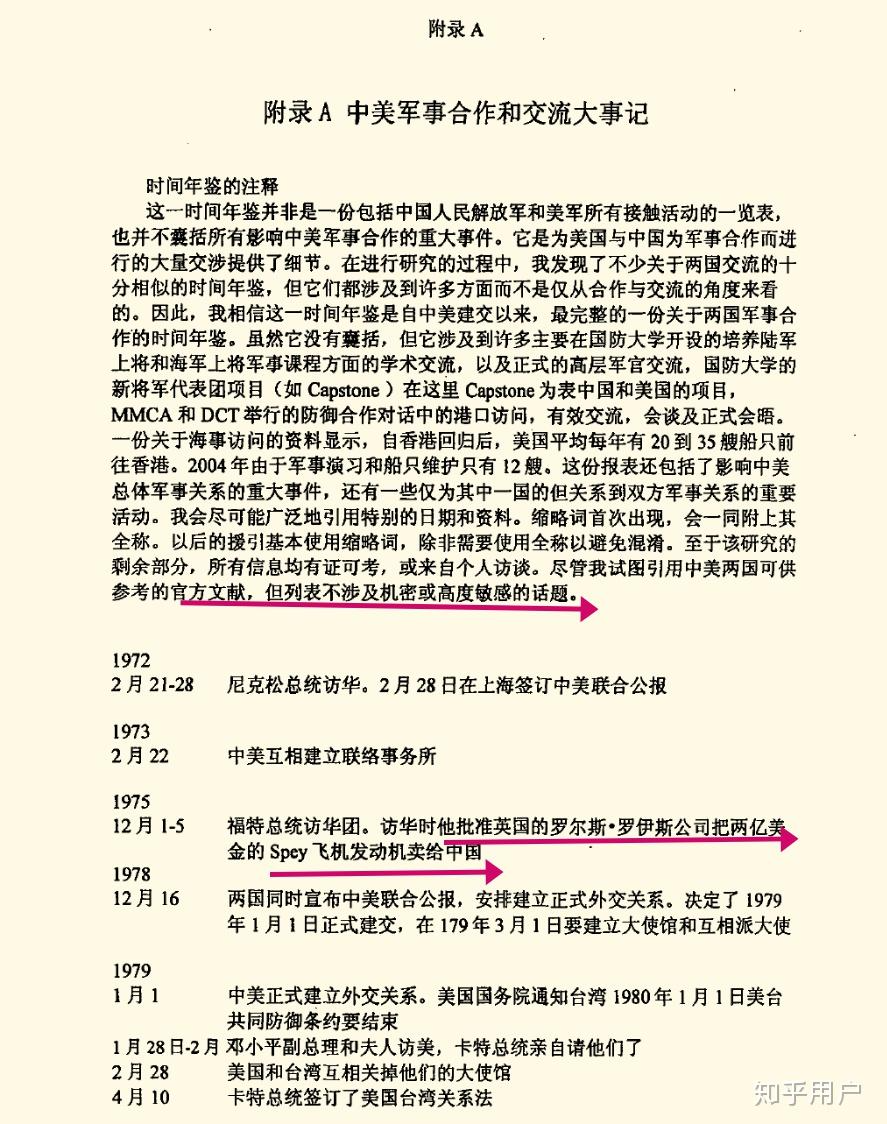 附录 A
附录 A 中美军事合作和交流大事记
时间年鉴的注释
这一时间年鉴并非是一份包括中国人民解放军和美军所有接触活动的一览表，
也并不囊括所有影响中美军事合作的重大事件。它是为美国与中国为军事合作而进
行的大量交涉提供了细节。在进行研究的过程中，我发现了不少关于两国交流的十
分相似的时间年鉴，但它们都涉及到许多方面而不是仅从合作与交流的角度来看
的。因此，我相信这一时间年鉴是自中美建交以来，最完整的一份关于两国军事合
作的时间年鉴。虽然它没有囊括，但它涉及到许多主要在国防大学开设的培养陆军
上将和海军上将军事课程方面的学术交流，以及正式的高层军官交流，国防大学的
新将军代表团项目（如 Capstone ）在这里 Capstone 为表中国和美国的项目，
MMCA 和 DCT 举行的防御合作对话中的港口访问，有效交流，会谈及正式会晤。
一份关于海事访问的资料显示，自香港回归后，美国平均每年有 20 到 35 艘船只前
往香港。2004 年由于军事演习和船只维护只有 12 艘。这份报表还包括了影响中美
总体军事关系的重大事件，还有一些仅为其中一国的但关系到双方军事关系的重要
活动。我会尽可能广泛地引用特别的日期和资料。缩略词首次出现，会一同附上其
全称。以后的援引基本使用缩略词，除非需要使用全称以避免混淆。至于该研究的
剩余部分，所有信息均有证可考，或来自个人访谈。尽管我试图引用中美两国可供
参考的官方文献，但列表不涉及机密或高度敏感的话题。
1972
2 月 21-28 尼克松总统访华。2 月 28 日在上海签订中美联合公报
1973
2 月 22 中美互相建立联络事务所
1975
12 月 1-5 福特总统访华团。访华时他批准英国的罗尔斯•罗伊斯公司把两亿美
金的 Spey 飞机发动机卖给中国
1978
12 月 16 两国同时宣布中美联合公报，安排建立正式外交关系。决定了 1979
年 1 月 1 日正式建交，在 179 年 3 月 1 日要建立大使馆和互相派大使
1979
1 月 1 中美正式建立外交关系。美国国务院通知台湾 1980 年 1 月 1 日美台
共同防御条约要结束
1 月 28 日-2 月 邓小平副总理和夫人访美，卡特总统亲自请他们了
2 月 28 美国和台湾互相关掉他们的大使馆
4 月 10 卡特总统签订了美国台湾关系法
知乎用户